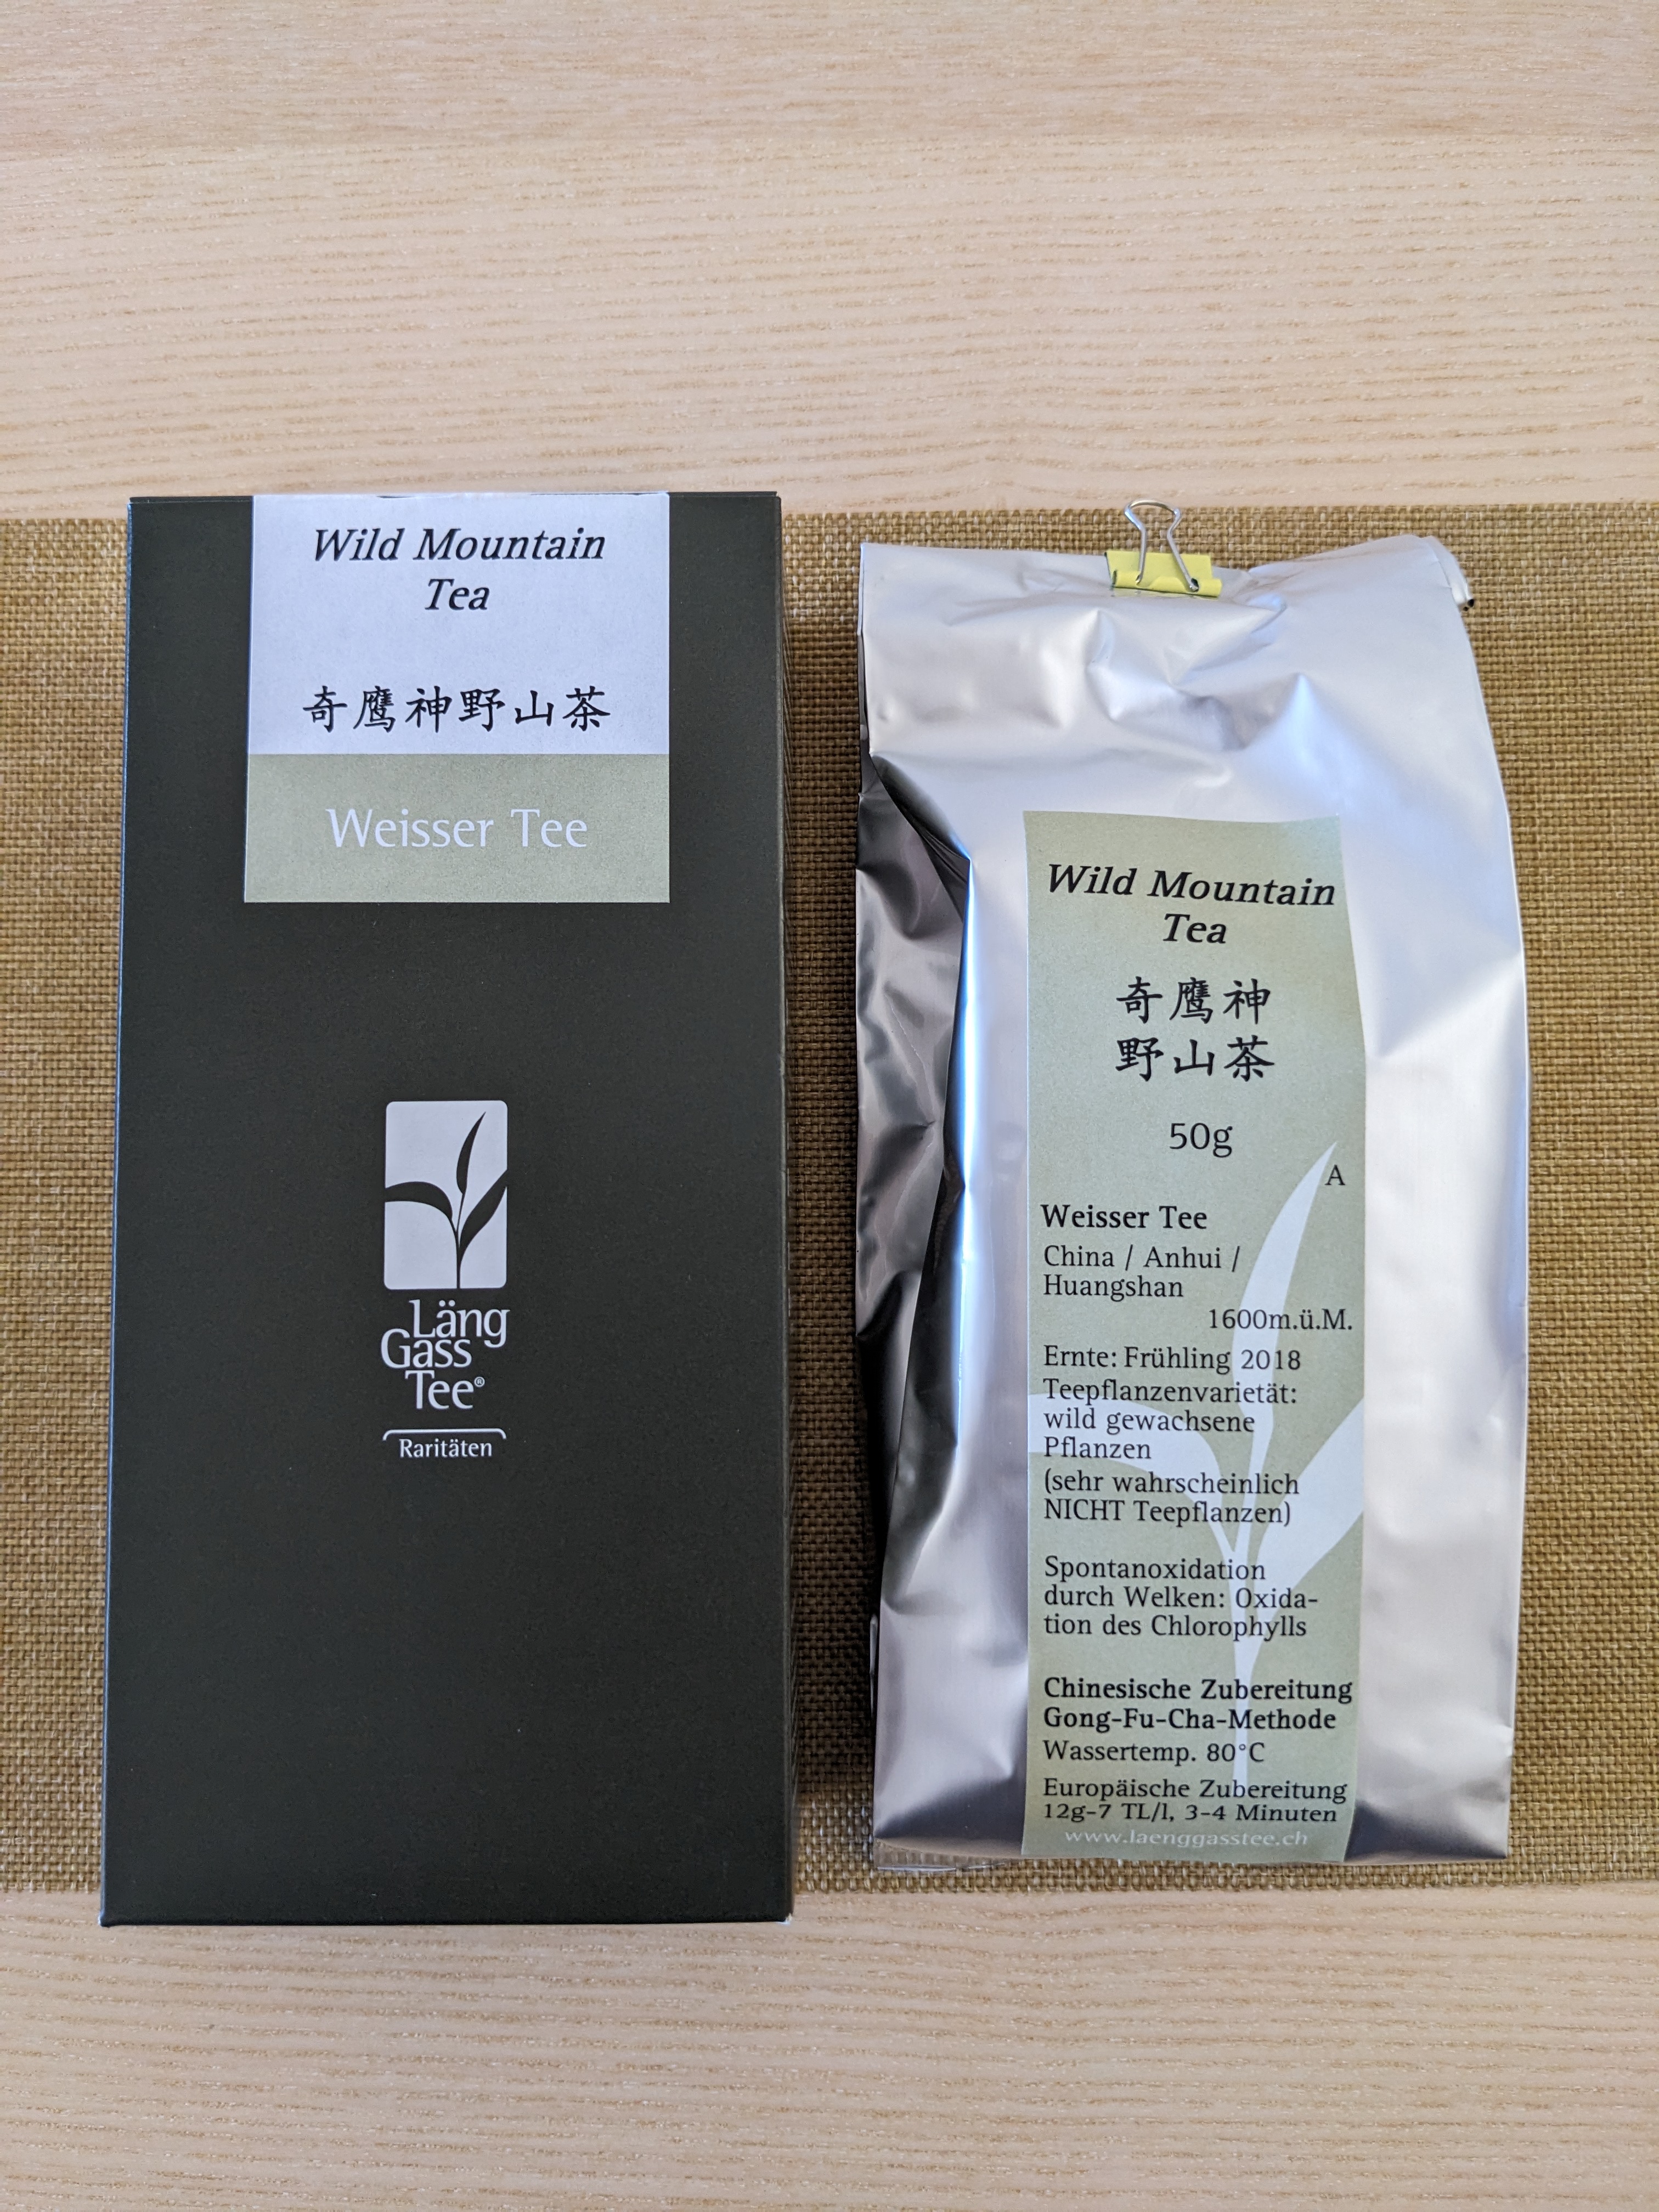 Wild Mountain
Tea
奇鹰神野山茶
Weisser Tee
Läng
Gass
Tee®
Raritäten
Wild Mountain
Tea
奇鹰神
野山茶
50g
A
Weisser Tee
China / Anhui /
Huangshan
1600m.ü.M.
Ernte: Frühling 2018
Teepflanzenvarietät:
wild gewachsene
Pflanzen
(sehr wahrscheinlich
NICHT Teepflanzen)
Spontanoxidation
durch Welken: Oxida-
tion des Chlorophylls
Chinesische Zubereitung
Gong-Fu-Cha-Methode
Wassertemp. 80°C
Europäische Zubereitung
12g-7 TL/l, 3-4 Minuten
www.laenggasstee.ch